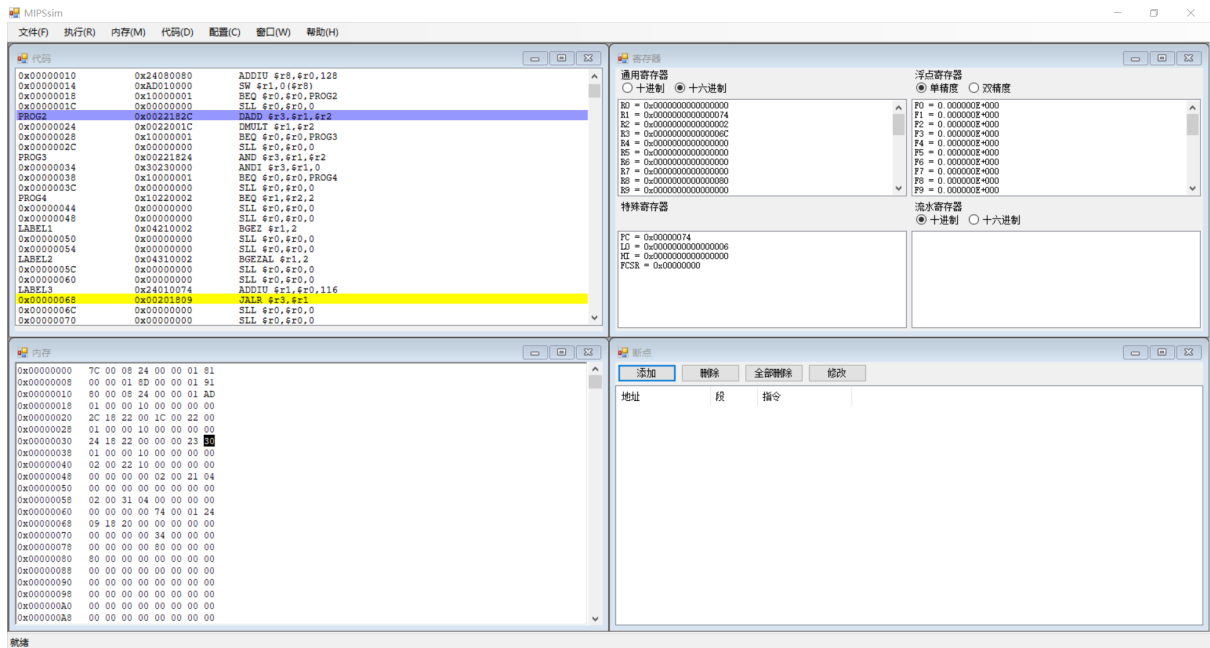 MIPSsim
文件(F) 执行(R) 内存(M) 代码(D) 配置(C) 窗口(W) 帮助(H)
代码
0x00000010 0x24080080 ADDIU $r8,$r0,128
0x00000014 0xAD010000 SW $r1,0($r8)
0x00000018 0x10000001 BEQ $r0,$r0,PROG2
0x0000001C 0x00000000 SLL $r0,$r0,0
PROG2 0x0022182C DADD $r3,$r1,$r2
0x00000024 0x0022001C DMULT $r1,$r2
0x00000028 0x10000001 BEQ $r0,$r0,PROG3
0x0000002C 0x00000000 SLL $r0,$r0,0
PROG3 0x00221824 AND $r3,$r1,$r2
0x00000034 0x30230000 ANDI $r3,$r1,0
0x00000038 0x10000001 BEQ $r0,$r0,PROG4
0x0000003C 0x00000000 SLL $r0,$r0,0
PROG4 0x10220002 BEQ $r1,$r2,2
0x00000044 0x00000000 SLL $r0,$r0,0
0x00000048 0x00000000 SLL $r0,$r0,0
LABEL1 0x04210002 BGEZ $r1,2
0x00000050 0x00000000 SLL $r0,$r0,0
0x00000054 0x00000000 SLL $r0,$r0,0
LABEL2 0x04310002 BGEZAL $r1,2
0x0000005C 0x00000000 SLL $r0,$r0,0
0x00000060 0x00000000 SLL $r0,$r0,0
LABEL3 0x24010074 ADDIU $r1,$r0,116
0x00000068 0x00201809 JALR $r3,$r1
0x0000006C 0x00000000 SLL $r0,$r0,0
0x00000070 0x00000000 SLL $r0,$r0,0
寄存器
通用寄存器
十进制 十六进制
R0 = 0x0000000000000000
R1 = 0x0000000000000074
R2 = 0x0000000000000002
R3 = 0x000000000000006C
R4 = 0x0000000000000000
R5 = 0x0000000000000000
R6 = 0x0000000000000000
R7 = 0x0000000000000000
R8 = 0x0000000000000080
R9 = 0x0000000000000000
浮点寄存器
单精度 双精度
F0 = 0.000000E+000
F1 = 0.000000E+000
F2 = 0.000000E+000
F3 = 0.000000E+000
F4 = 0.000000E+000
F5 = 0.000000E+000
F6 = 0.000000E+000
F7 = 0.000000E+000
F8 = 0.000000E+000
F9 = 0.000000E+000
特殊寄存器
PC = 0x00000074
LO = 0x0000000000000006
HI = 0x0000000000000000
FCSR = 0x00000000
流水寄存器
十进制 十六进制
内存
0x00000000 7C 00 08 24 00 00 01 81
0x00000008 00 00 01 8D 00 00 01 91
0x00000010 80 00 08 24 00 00 01 AD
0x00000018 01 00 00 10 00 00 00 00
0x00000020 2C 18 22 00 1C 00 22 00
0x00000028 01 00 00 10 00 00 00 00
0x00000030 24 18 22 00 00 00 23 30
0x00000038 01 00 00 10 00 00 00 00
0x00000040 02 00 22 10 00 00 00 00
0x00000048 00 00 00 00 02 00 21 04
0x00000050 00 00 00 00 00 00 00 00
0x00000058 02 00 31 04 00 00 00 00
0x00000060 00 00 00 00 74 00 01 24
0x00000068 09 18 20 00 00 00 00 00
0x00000070 00 00 00 00 34 00 00 00
0x00000078 00 00 00 00 80 00 00 00
0x00000080 80 00 00 00 00 00 00 00
0x00000088 00 00 00 00 00 00 00 00
0x00000090 00 00 00 00 00 00 00 00
0x00000098 00 00 00 00 00 00 00 00
0x000000A0 00 00 00 00 00 00 00 00
0x000000A8 00 00 00 00 00 00 00 00
断点
添加 删除 全部删除 修改
地址 段 指令
就绪